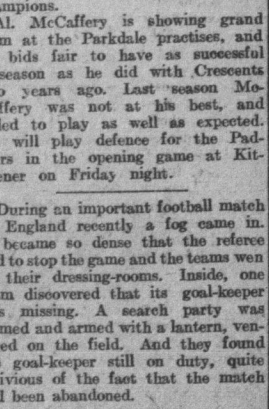 ampions.
Al. McCaffery is showing grand
m at the Parkdale practises, and
bids fair to have as successful
season as he did with Crescents
o years ago. Last season Mc-
ffery was not at his best, and
led to play as well as expected.
will play defence for the Pad-
rs in the opening game at Kit-
ener on Friday night.
During an important football match
England recently a fog came in.
became so dense that the referee
d to stop the game and the teams wen
their dressing-rooms. Inside, one
m discovered that its goal-keeper
s missing. A search party was
med and armed with a lantern, ven-
ed on the field. And they found
goal-keeper still on duty, quite
ivious of the fact that the match
d been abandoned.